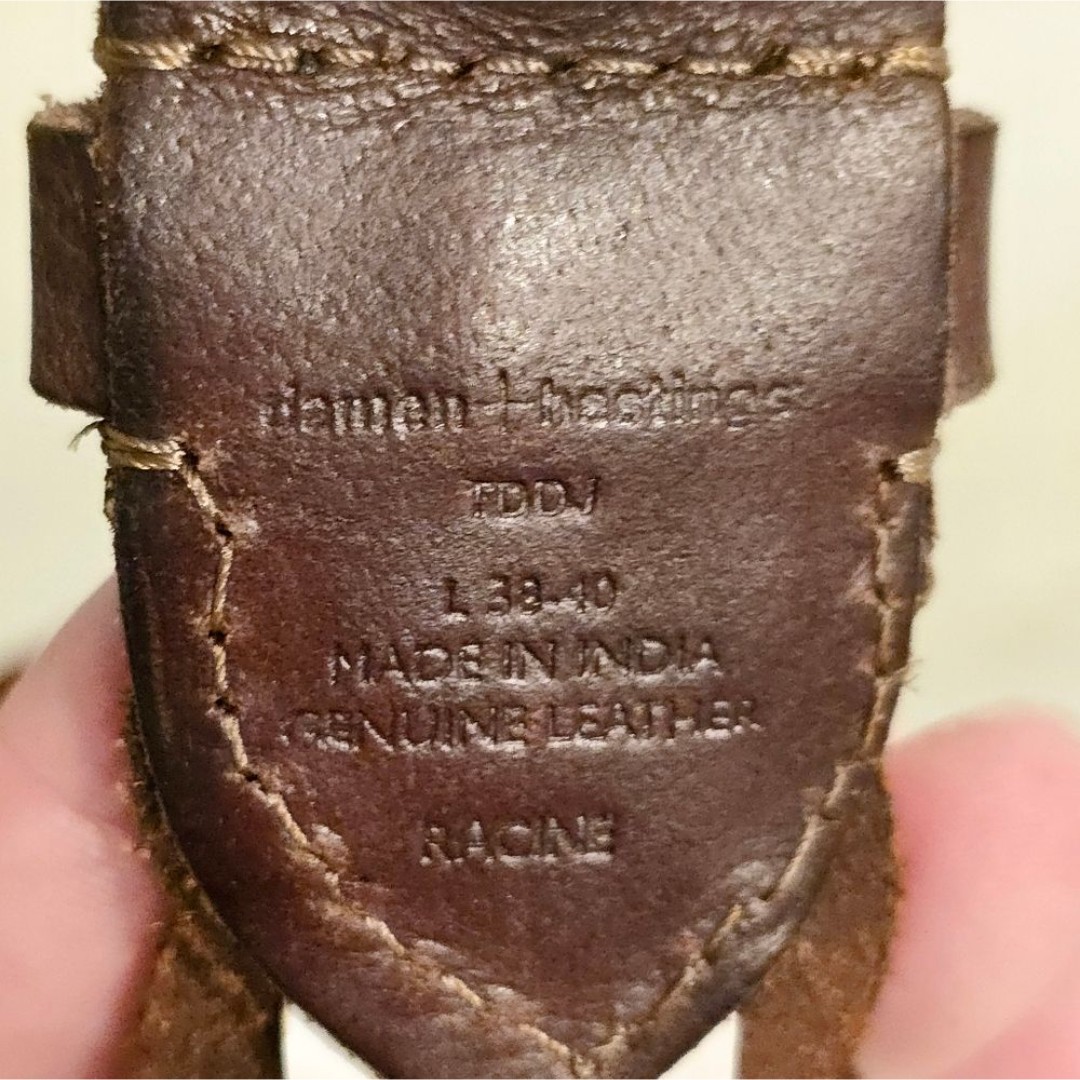 damen + hastings
L 38-40
MADE IN INDIA
GENUINE LEATHER
RACINE